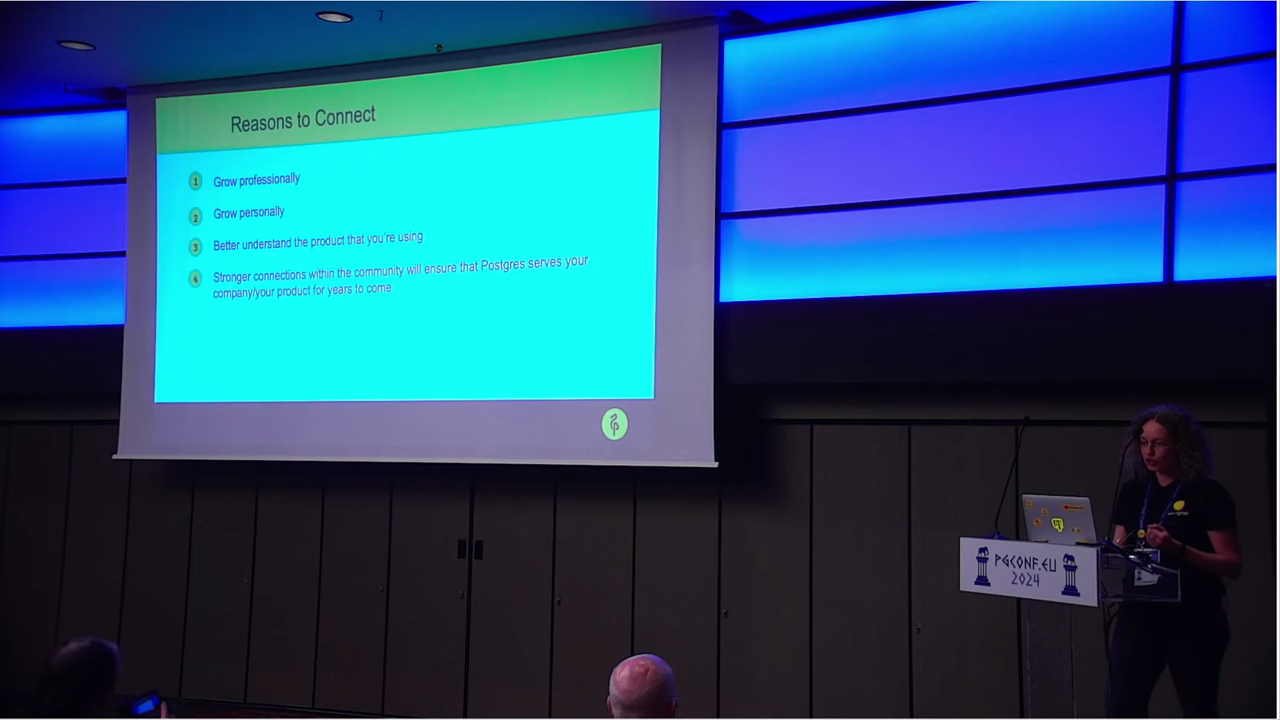 Reasons to Connect
1 Grow professionally
2 Grow personally
3 Better understand the product that you're using
4 Stronger connections within the community will ensure that Postgres serves your
company/your product for years to come
PGCONF.EU
2024